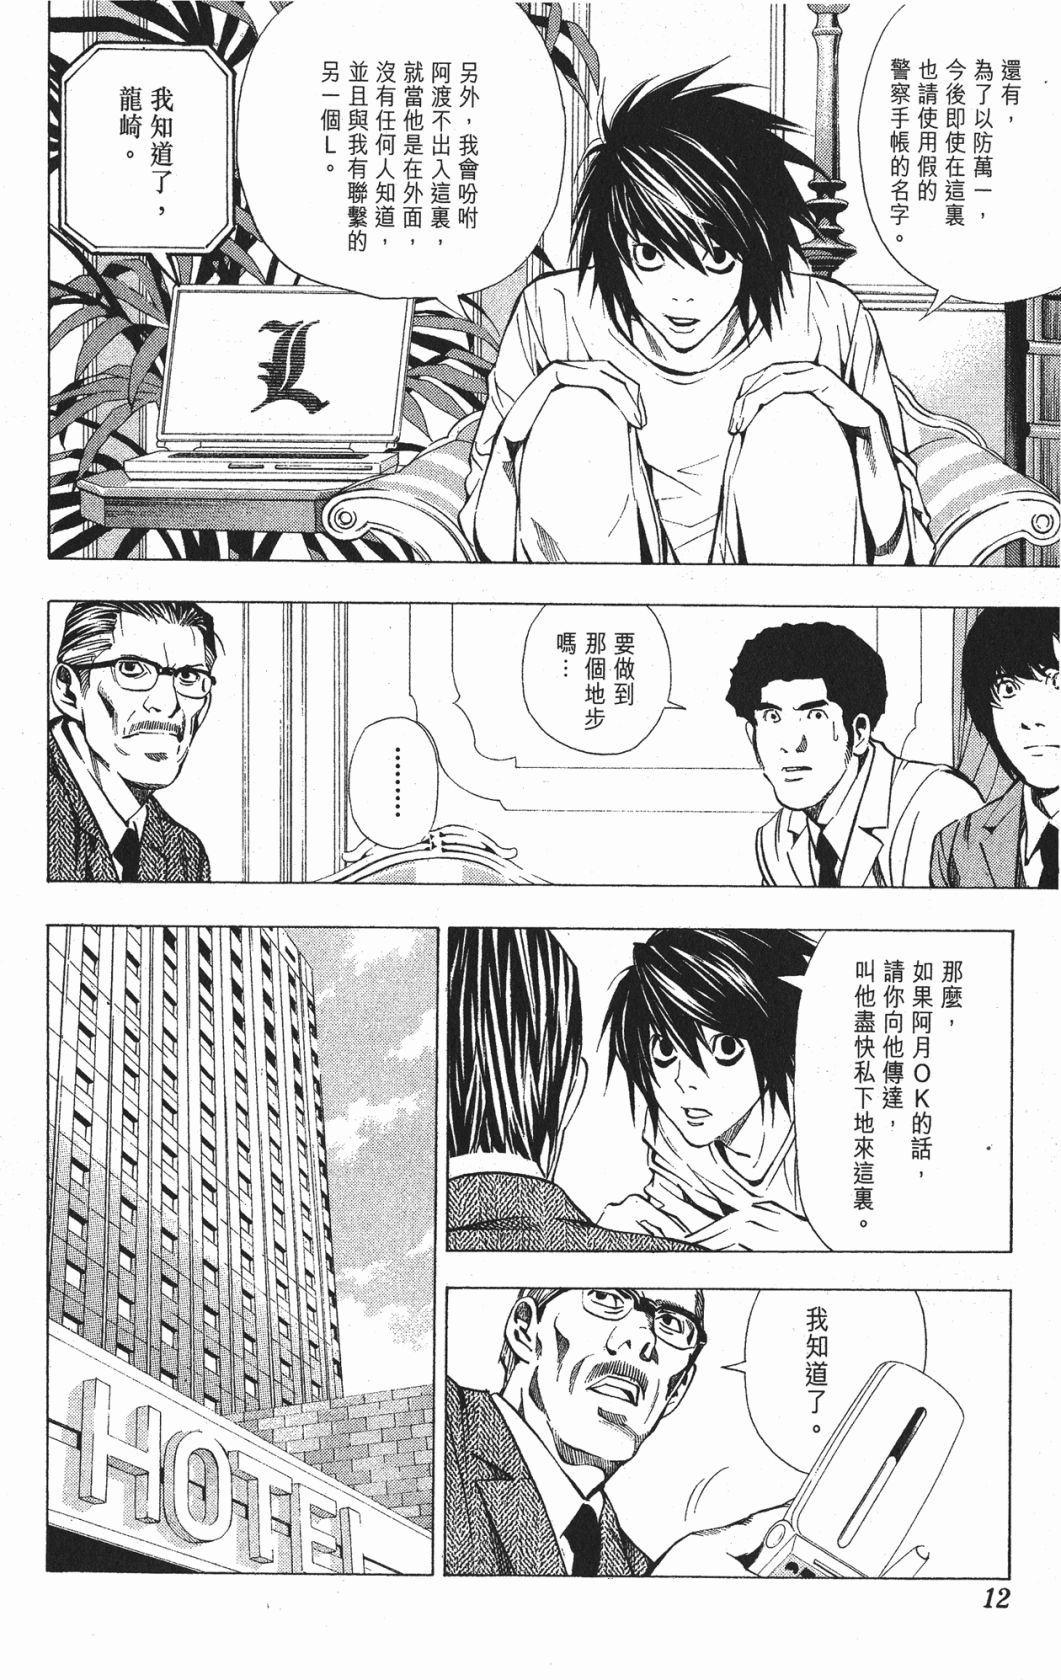 還有，
為了以防萬一，
今後即使在這裏
也請使用假的
警察手帳的名字。
另外，我會吩咐
阿渡不出入這裏，
就當他是在外面，
沒有任何人知道，
並且與我有聯繫的
另一個L。
我知道了，
龍崎。
L
要做到
那個地步
嗎…
………
那麼，
如果阿月OK的話，
請你向他傳達，
叫他盡快私下地來這裏。
我知道了。
HOTEL
12